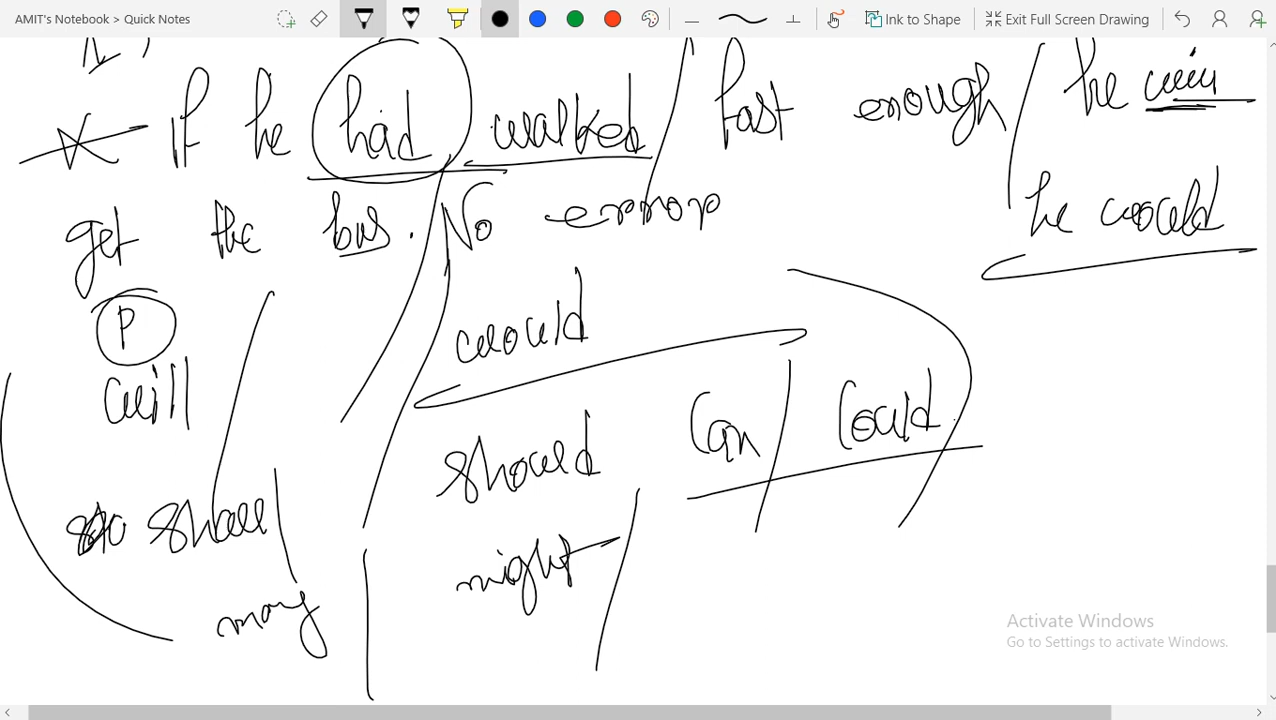 AMIT's Notebook > Quick Notes
Ink to Shape
Exit Full Screen Drawing
If he had walked / fast enough / he will
get the bus. No error
he would
P
will
would
shall
should
Can / Could
may
might
Activate Windows
Go to Settings to activate Windows.